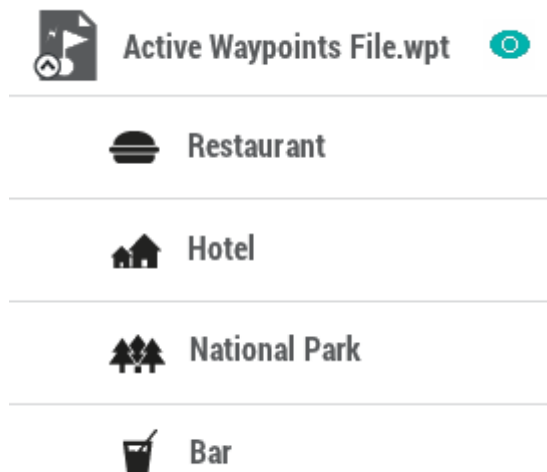 Active Waypoints File.wpt
Restaurant
Hotel
National Park
Bar